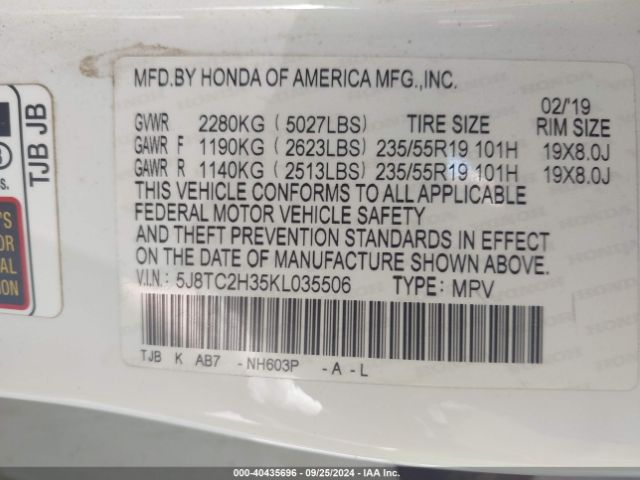 MFD.BY HONDA OF AMERICA MFG.,INC.
02/'19
GVWR 2280KG ( 5027LBS) TIRE SIZE RIM SIZE
GAWR F 1190KG ( 2623LBS) 235/55R19 101H 19X8.0J
GAWR R 1140KG ( 2513LBS) 235/55R19 101H 19X8.0J
THIS VEHICLE CONFORMS TO ALL APPLICABLE
FEDERAL MOTOR VEHICLE SAFETY
AND THEFT PREVENTION STANDARDS IN EFFECT
ON THE DATE OF MANUFACTURE SHOWN ABOVE.
V.I.N.: 5J8TC2H35KL035506 TYPE: MPV
TJB K AB7 - NH603P - A - L
TJB JB
000-40435696 - 09/25/2024 - IAA Inc.